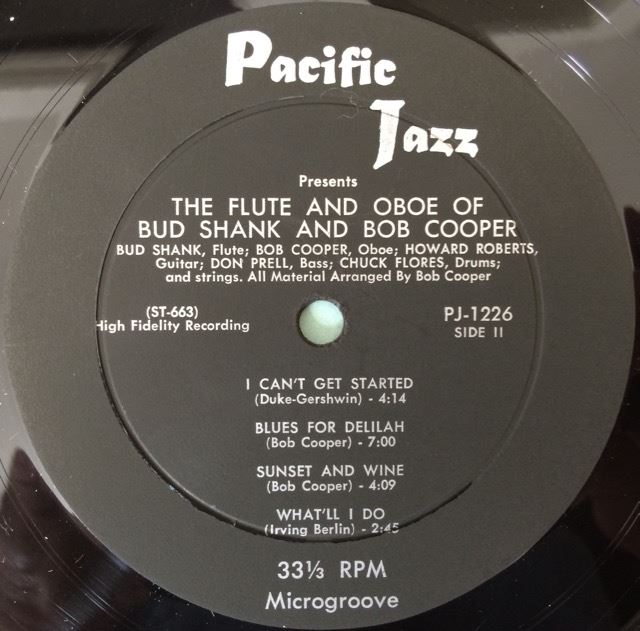 Pacific
Jazz
Presents
THE FLUTE AND OBOE OF
BUD SHANK AND BOB COOPER
BUD SHANK, Flute; BOB COOPER, Oboe; HOWARD ROBERTS,
Guitar; DON PRELL, Bass; CHUCK FLORES, Drums;
and strings. All Material Arranged By Bob Cooper
(ST-663)
High Fidelity Recording
PJ-1226
SIDE II
I CAN'T GET STARTED
(Duke-Gershwin) - 4:14
BLUES FOR DELILAH
(Bob Cooper) - 7:00
SUNSET AND WINE
(Bob Cooper) - 4:09
WHAT'LL I DO
(Irving Berlin) - 2:45
33⅓ RPM
Microgroove